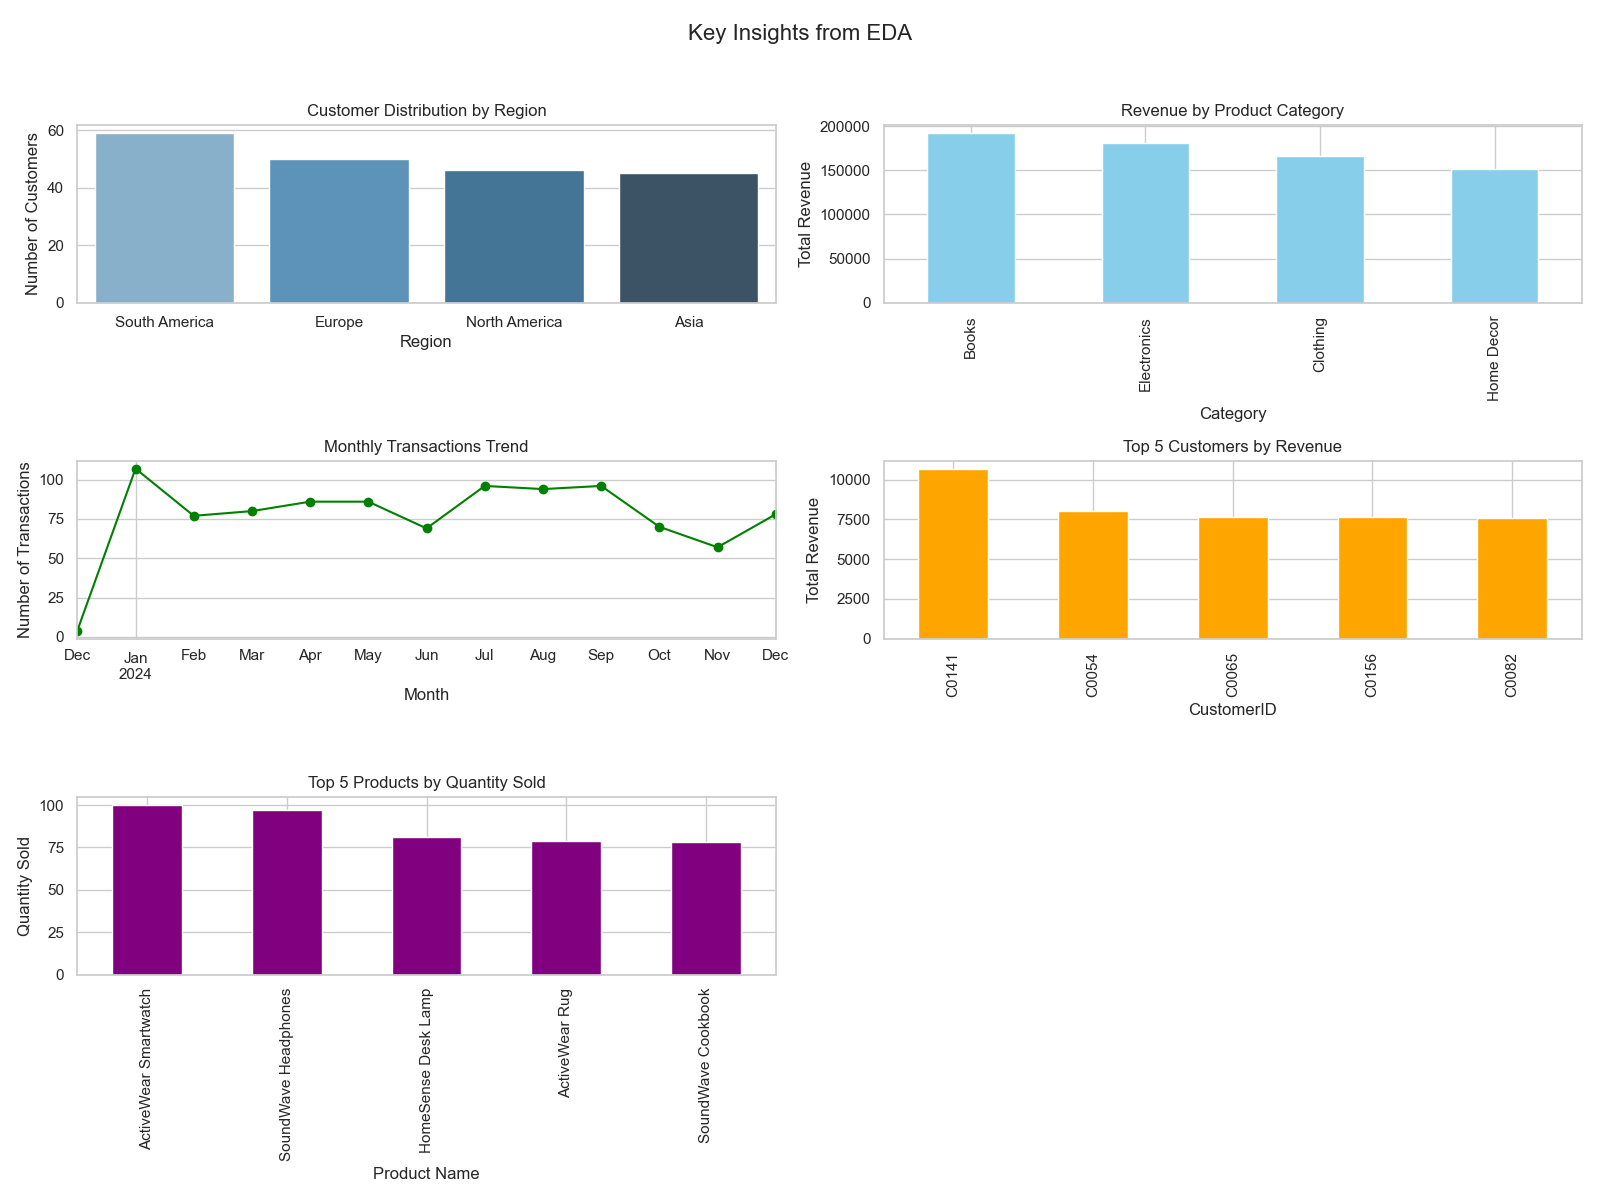 Key Insights from EDA
Customer Distribution by Region
Number of Customers
60
40
20
0
South America Europe North America Asia
Region
Revenue by Product Category
Total Revenue
200000
150000
100000
50000
0
Books Electronics Clothing Home Decor
Category
Monthly Transactions Trend
Number of Transactions
100
75
50
25
0
Dec Jan Feb Mar Apr May Jun Jul Aug Sep Oct Nov Dec
2024
Month
Top 5 Customers by Revenue
Total Revenue
10000
7500
5000
2500
0
C0141 C0054 C0065 C0156 C0082
CustomerID
Top 5 Products by Quantity Sold
Quantity Sold
100
75
50
25
0
ActiveWear Smartwatch
SoundWave Headphones
HomeSense Desk Lamp
ActiveWear Rug
SoundWave Cookbook
Product Name